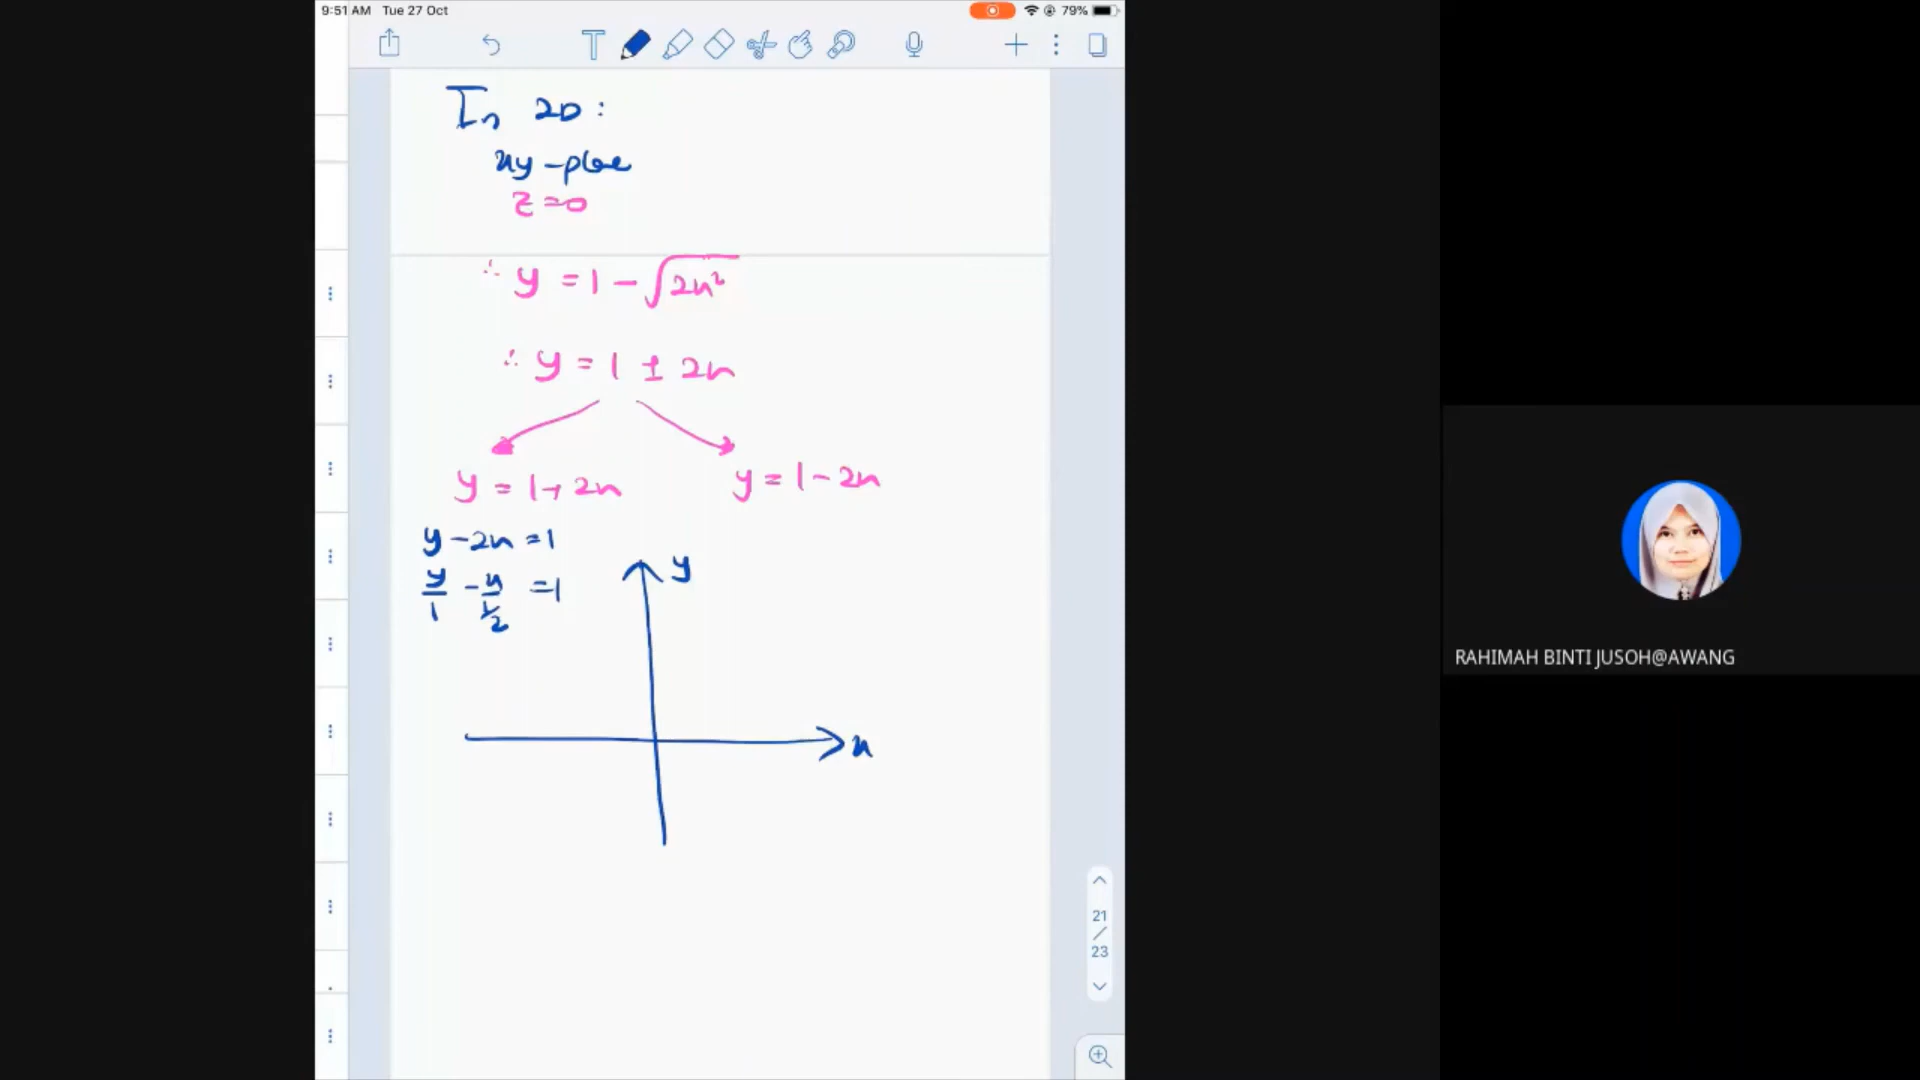 9:51 AM Tue 27 Oct
79%
T
In 2D:
xy-plane
z=0
∴ y = 1 - √2x²
∴ y = 1 ± 2x
y = 1+2x
y = 1-2x
y - 2x = 1
y/1 - x/½ = 1
y
x
21
/
23
RAHIMAH BINTI JUSOH@AWANG